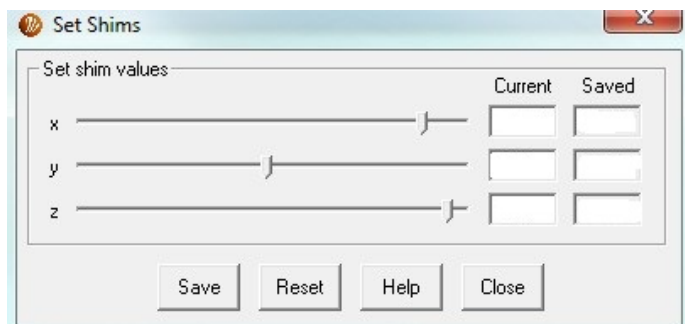 Set Shims
Set shim values
Current Saved
x
y
z
Save Reset Help Close